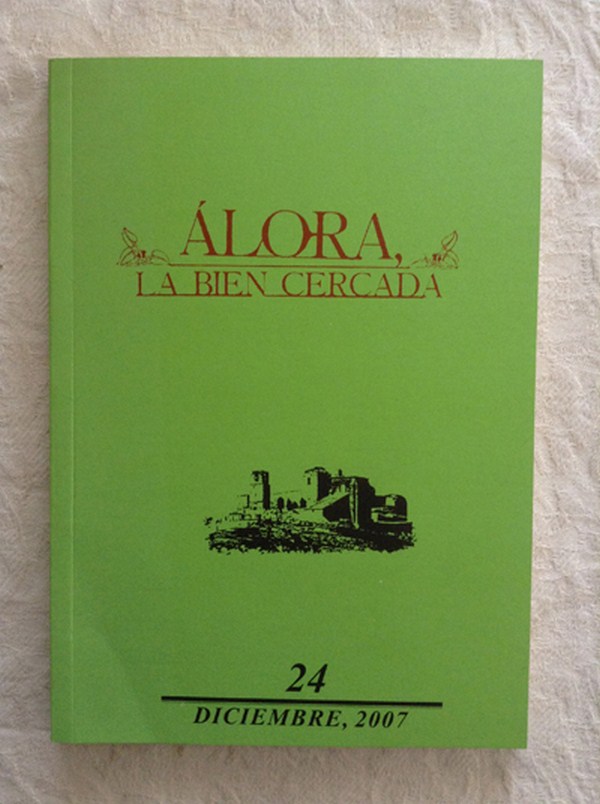 ÁLORA,
LA BIEN CERCADA
24
DICIEMBRE, 2007